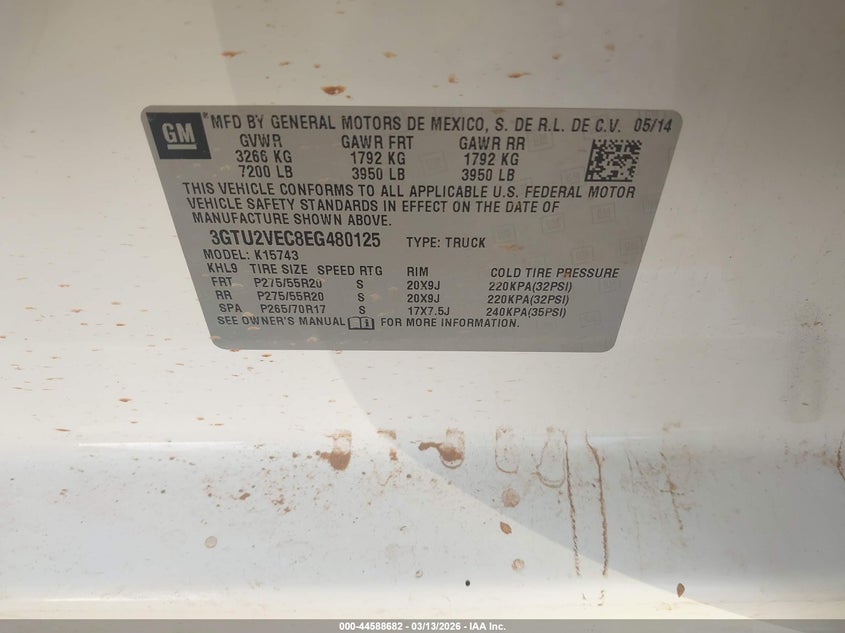 GM MFD BY GENERAL MOTORS DE MEXICO, S. DE R.L. DE C.V. 05/14
GVWR GAWR FRT GAWR RR
3266 KG 1792 KG 1792 KG
7200 LB 3950 LB 3950 LB
THIS VEHICLE CONFORMS TO ALL APPLICABLE U.S. FEDERAL MOTOR
VEHICLE SAFETY STANDARDS IN EFFECT ON THE DATE OF
MANUFACTURE SHOWN ABOVE.
3GTU2VEC8EG480125 TYPE: TRUCK
MODEL: K15743
KHL9 TIRE SIZE SPEED RTG RIM COLD TIRE PRESSURE
FRT P275/55R20 S 20X9J 220KPA(32PSI)
RR P275/55R20 S 20X9J 220KPA(32PSI)
SPA P265/70R17 S 17X7.5J 240KPA(35PSI)
SEE OWNER'S MANUAL FOR MORE INFORMATION.
000-44588682 — 03/13/2026 — IAA Inc.